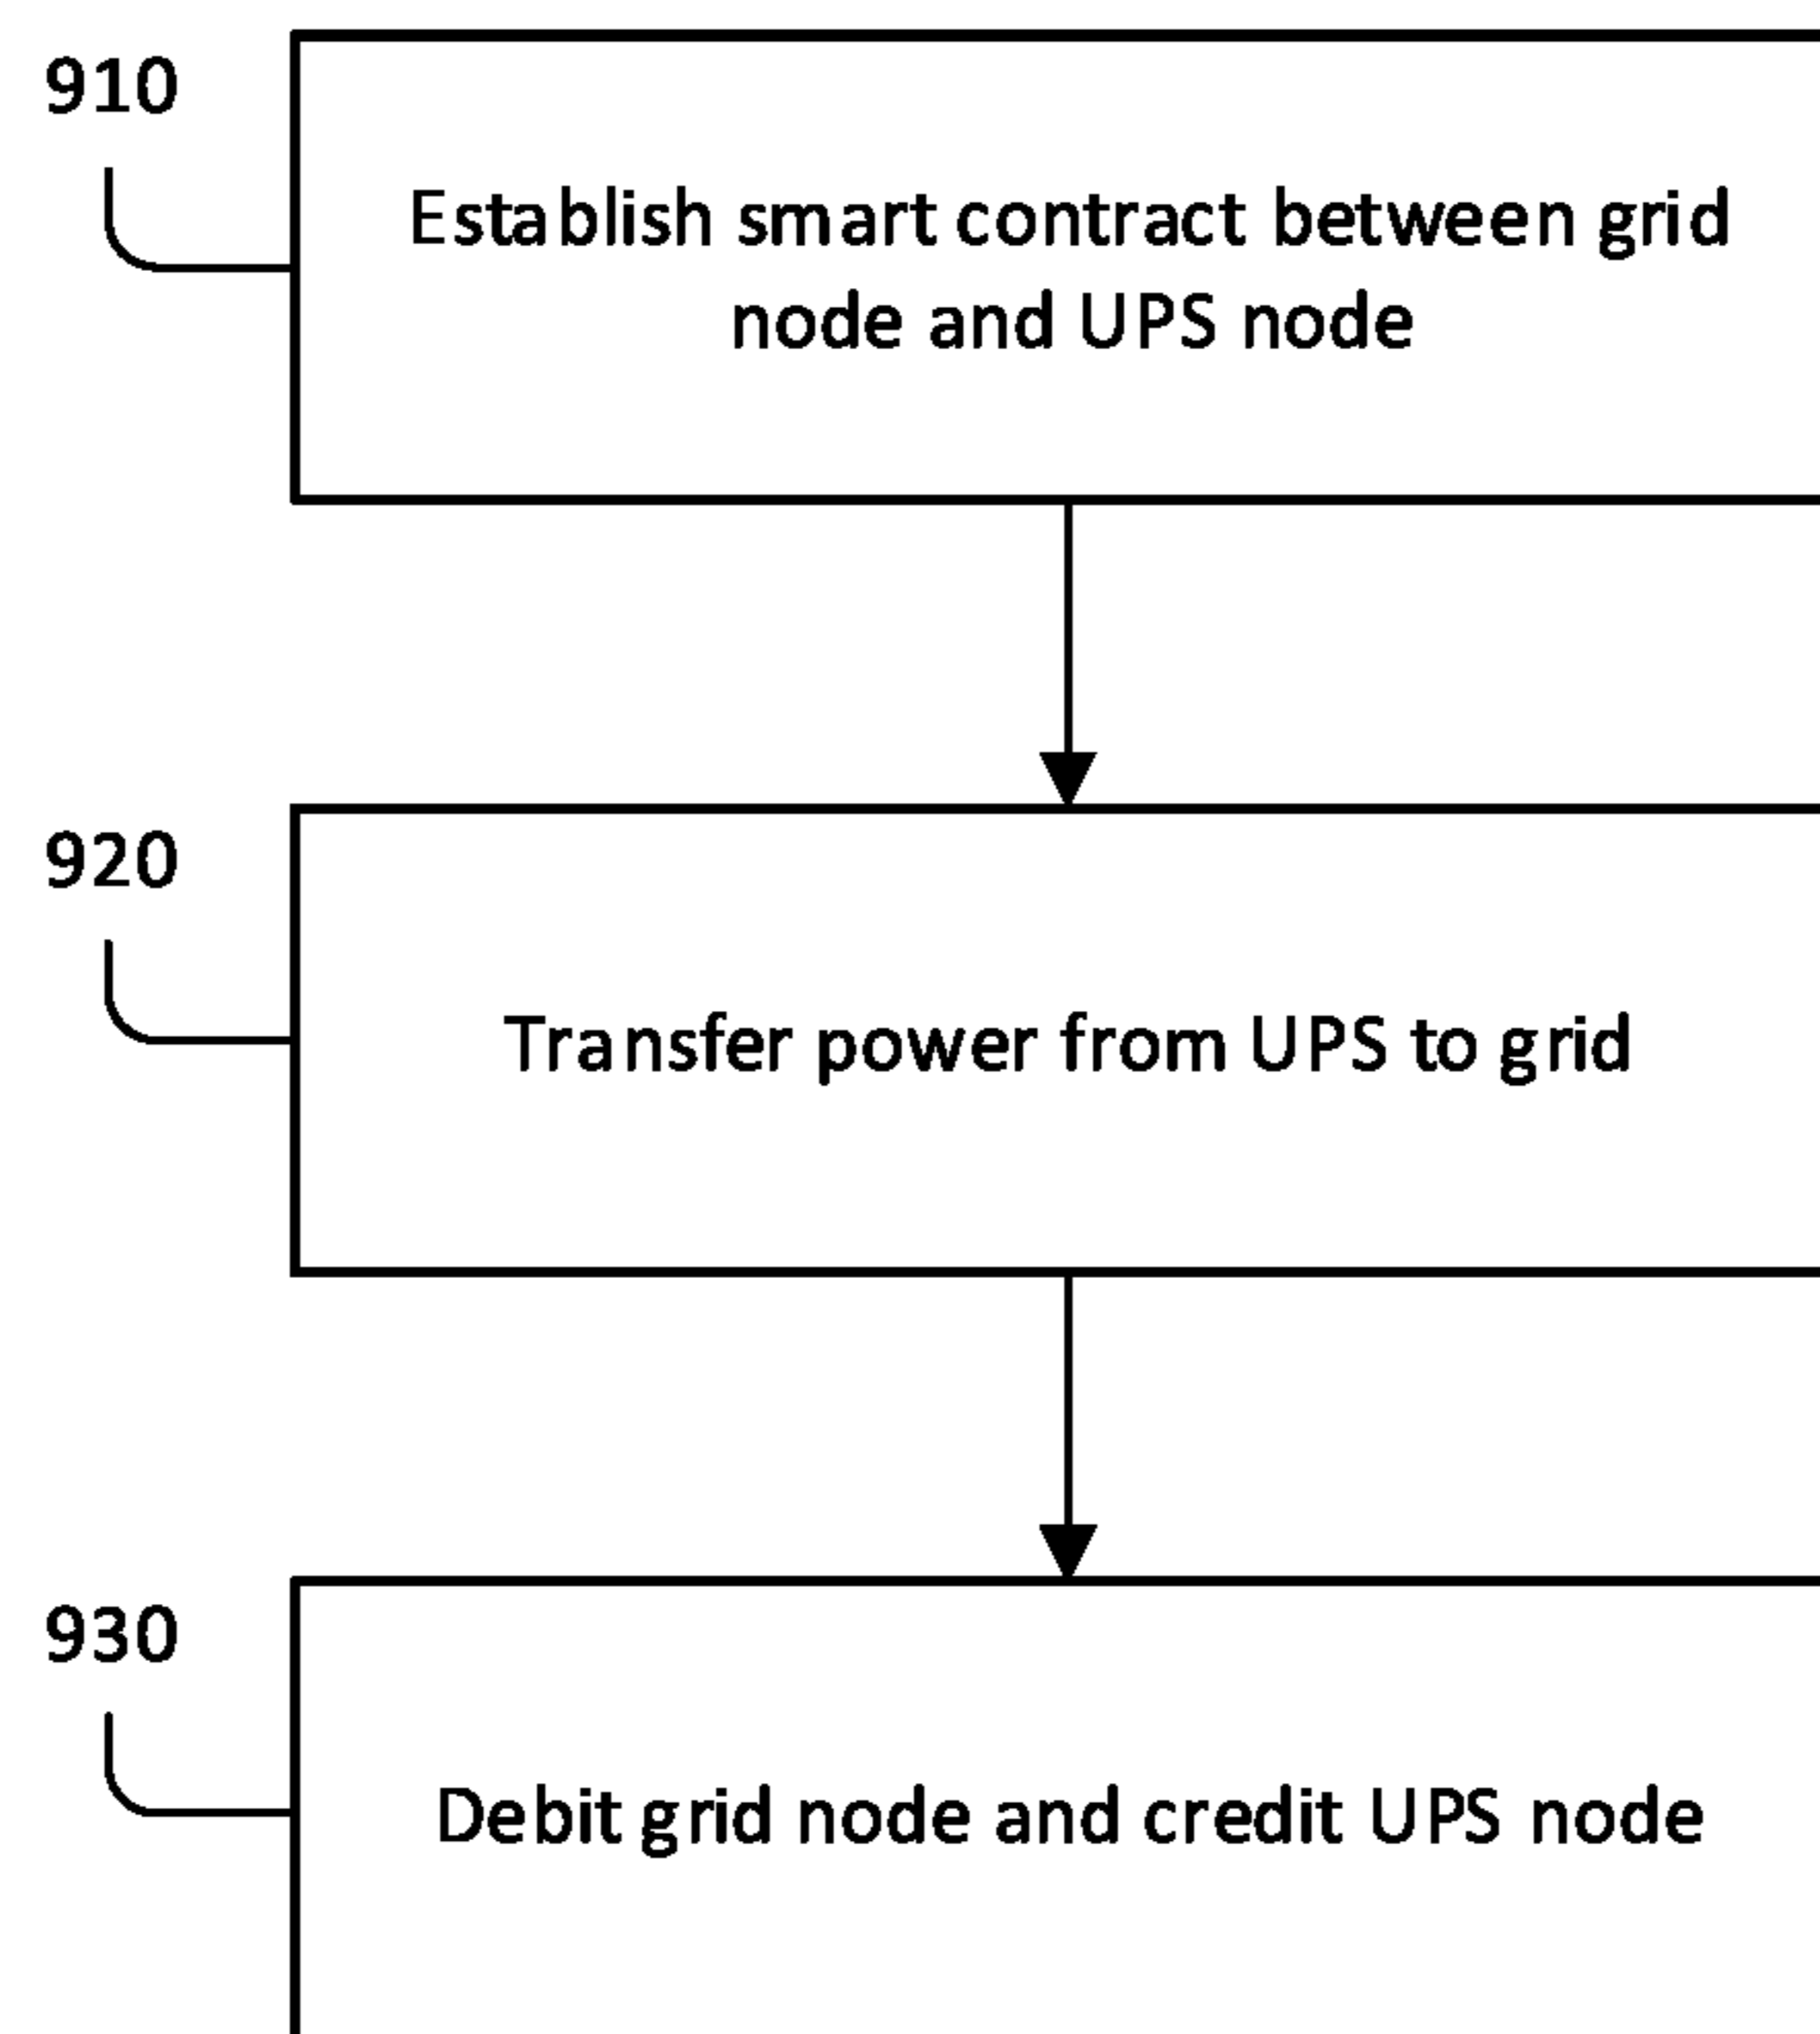 910
Establish smart contract between grid
node and UPS node
920
Transfer power from UPS to grid
930
Debit grid node and credit UPS node